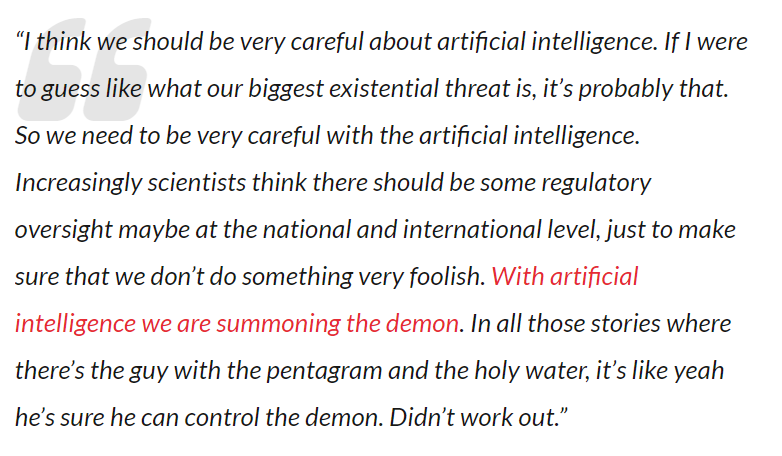 “I think we should be very careful about artificial intelligence. If I were
to guess like what our biggest existential threat is, it’s probably that.
So we need to be very careful with the artificial intelligence.
Increasingly scientists think there should be some regulatory
oversight maybe at the national and international level, just to make
sure that we don’t do something very foolish. With artificial
intelligence we are summoning the demon. In all those stories where
there’s the guy with the pentagram and the holy water, it’s like yeah
he’s sure he can control the demon. Didn’t work out.”